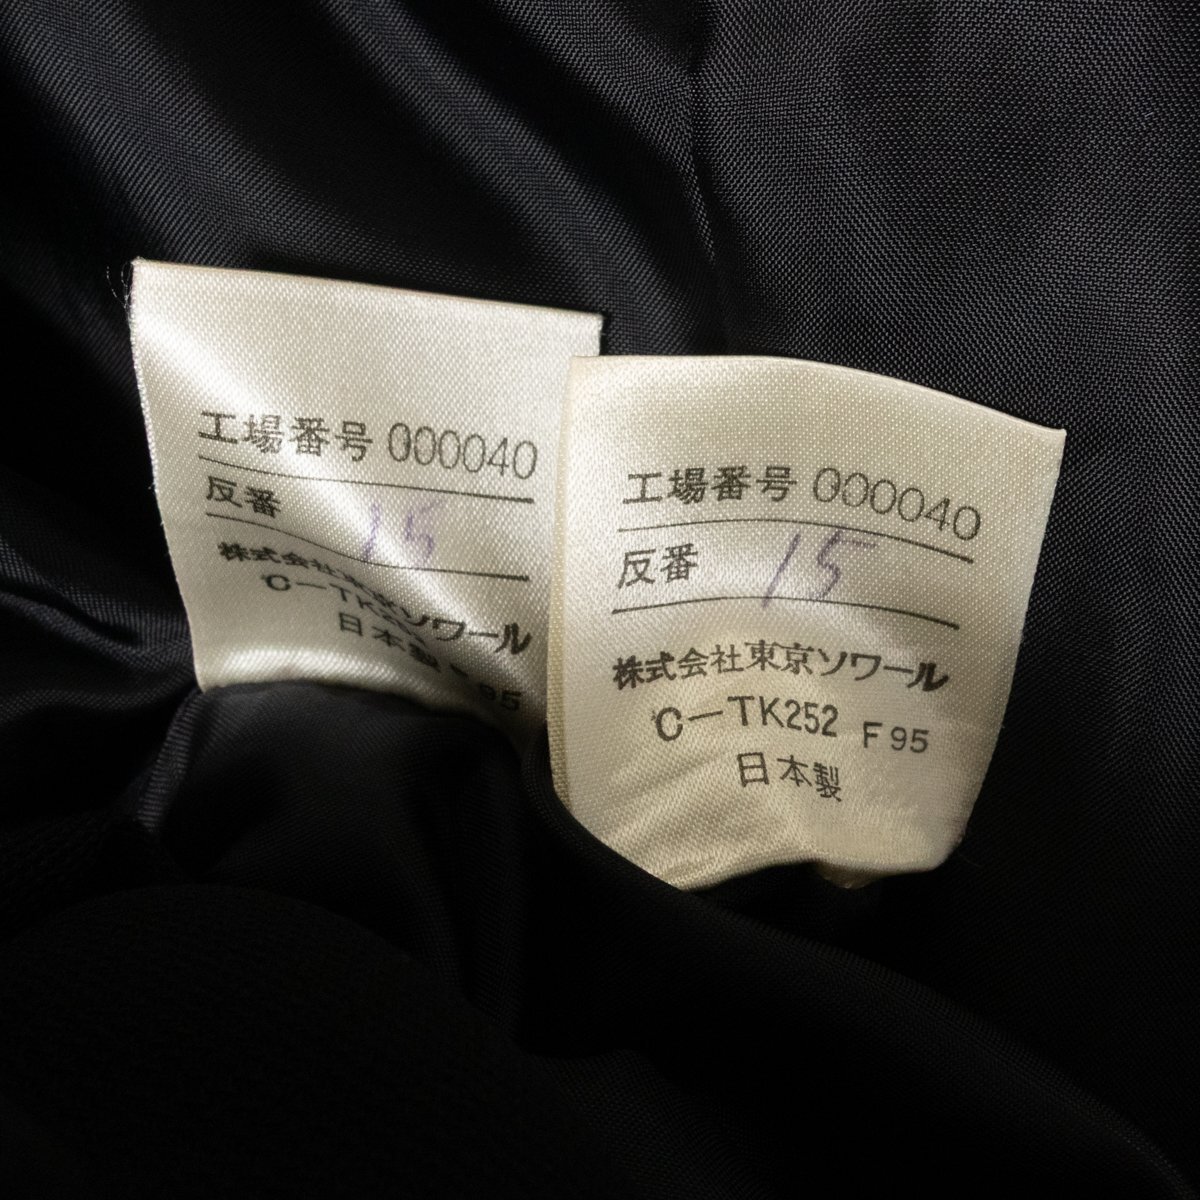 工場番号 000040
反番 15
株式会社東京ソワール
C－TK
日本製 95
工場番号 000040
反番 15
株式会社東京ソワール
C－TK252 F95
日本製